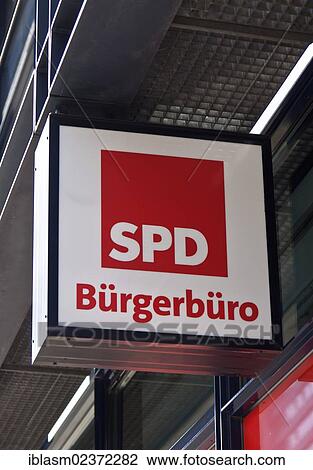 SPD
Bürgerbüro
FOTOSEARCH
iblasm02372282 www.fotosearch.com